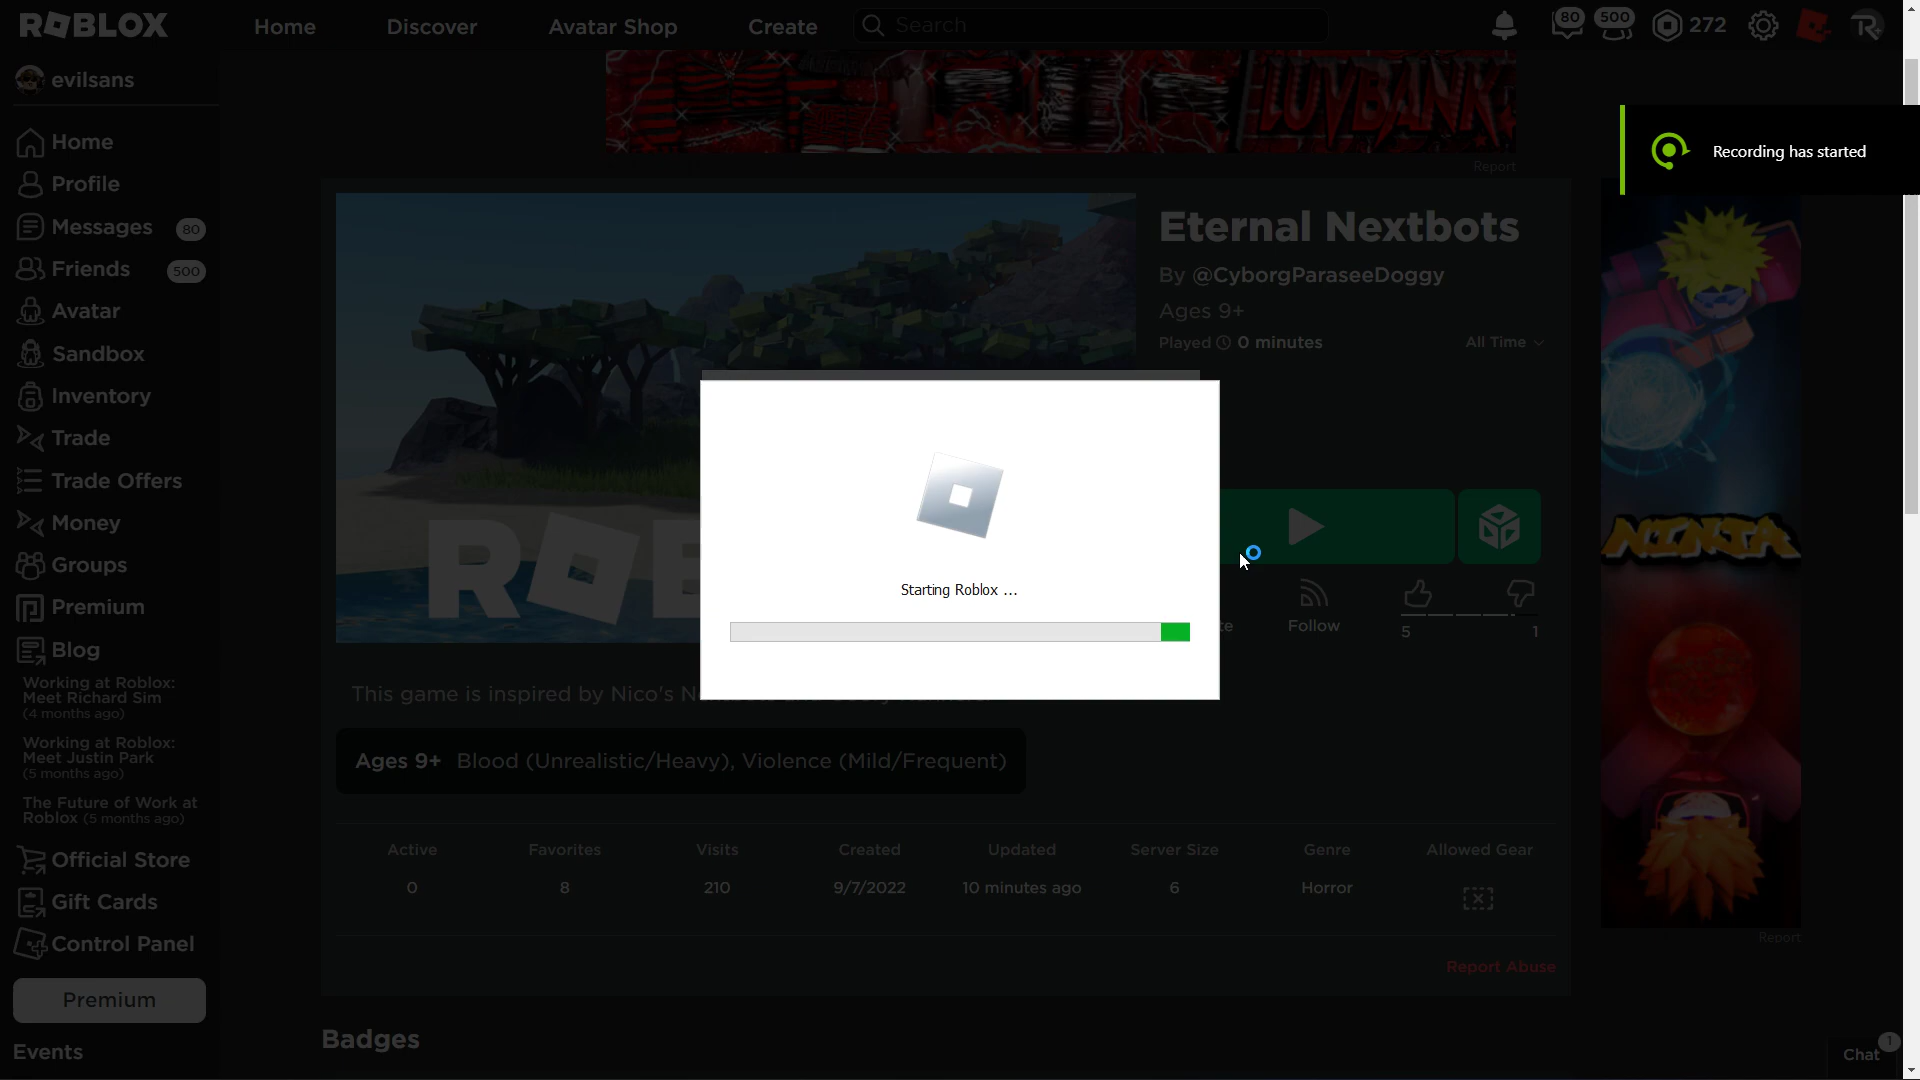 ROBLOX
Home
Discover
Avatar Shop
Create
Search
80
500
272
evilsans
LUVBANK
Report
Recording has started
Home
Profile
Messages 80
Friends 500
Avatar
Sandbox
Inventory
Trade
Trade Offers
Money
Groups
Premium
Blog
Working at Roblox:
Meet Richard Sim
(4 months ago)
Working at Roblox:
Meet Justin Park
(5 months ago)
The Future of Work at
Roblox (5 months ago)
Official Store
Gift Cards
Control Panel
Premium
Events
Eternal Nextbots
By @CyborgParaseeDoggy
Ages 9+
Played 0 minutes
All Time
Starting Roblox ...
Follow
5
1
NINJA
This game is inspired by Nico's
Ages 9+ Blood (Unrealistic/Heavy), Violence (Mild/Frequent)
Active Favorites Visits Created Updated Server Size Genre Allowed Gear
0 8 210 9/7/2022 10 minutes ago 6 Horror
Report
Report Abuse
Badges
Chat
1